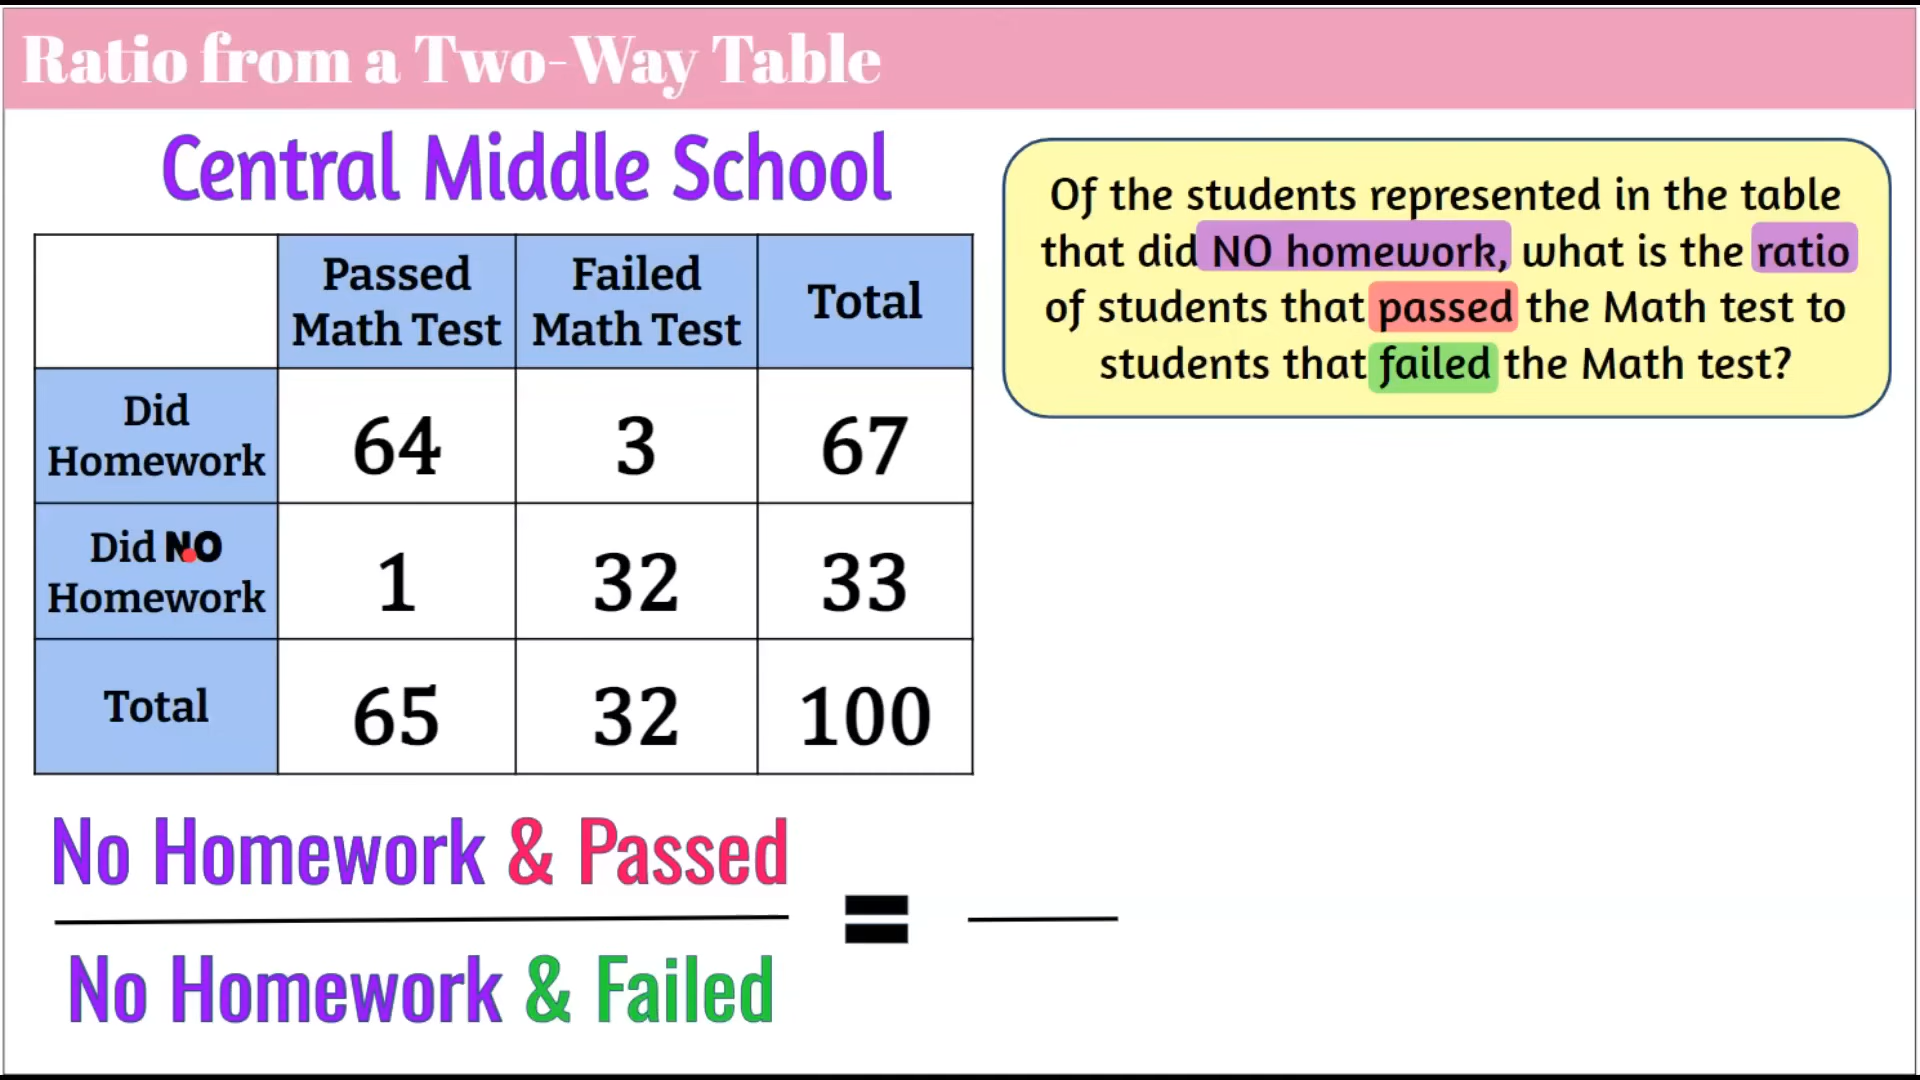 Ratio from a Two-Way Table
Central Middle School
Of the students represented in the table
that did NO homework, what is the ratio
of students that passed the Math test to
students that failed the Math test?
Passed Math Test
Failed Math Test
Total
Did Homework
64
3
67
Did NO Homework
1
32
33
Total
65
32
100
No Homework & Passed
=
No Homework & Failed